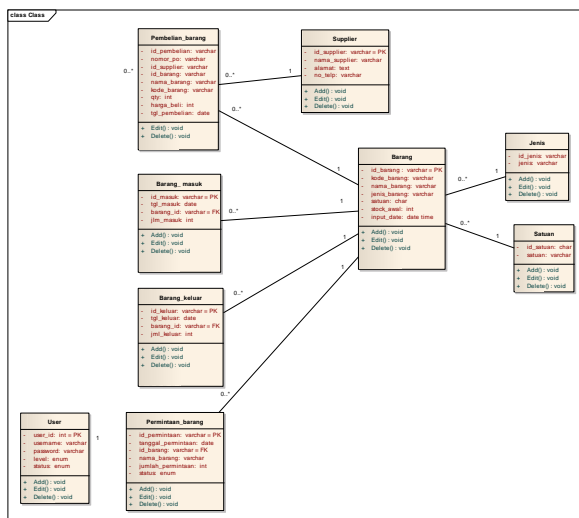 class Class
Pembelian_barang
- id_pembelian: varchar
- nomor_po: varchar
- id_supplier: varchar
- id_barang: varchar
- nama_barang: varchar
- kode_barang: varchar
- qty: int
- harga_beli: int
- tgl_pembelian: date
+ Edit() : void
+ Delete() : void
0..*
0..*
1
0..*
1
Supplier
- id_supplier: varchar = PK
- nama_supplier: varchar
- alamat: text
- no_telp: varchar
+ Add() : void
+ Edit() : void
+ Delete() : void
Barang_ masuk
- id_masuk: varchar = PK
- tgl_masuk: date
- barang_id: varchar = FK
- jlm_masuk: int
+ Add() : void
+ Edit() : void
+ Delete() : void
0..*
1
Barang
- id_barang : varchar = PK
- kode_barang: varchar
- nama_barang: varchar
- jenis_barang: varchar
- satuan: char
- stock_awal: int
- input_date: date time
+ Add() : void
+ Edit() : void
+ Delete() : void
0..*
1
0..*
1
Jenis
- id_jenis: varchar
- jenis: varchar
+ Add() : void
+ Edit() : void
+ Delete() : void
Satuan
- id_satuan: char
- satuan: varchar
+ Add() : void
+ Edit() : void
+ Delete() : void
Barang_keluar
- id_keluar: varchar = PK
- tgl_keluar: date
- barang_id: varchar = FK
- jml_keluar: int
+ Add() : void
+ Edit() : void
+ Delete() : void
0..*
1
1
0..*
User
- user_id: int = PK
- username: varchar
- password: varchar
- level: enum
- status: enum
+ Add() : void
+ Edit() : void
+ Delete() : void
1
Permintaan_barang
- id_permintaan: varchar = PK
- tanggal_permintaan: date
- id_barang: varchar = FK
- nama_barang: varchar
- jumlah_permintaan: int
- status: enum
+ Add() : void
+ Edit() : void
+ Delete() : void